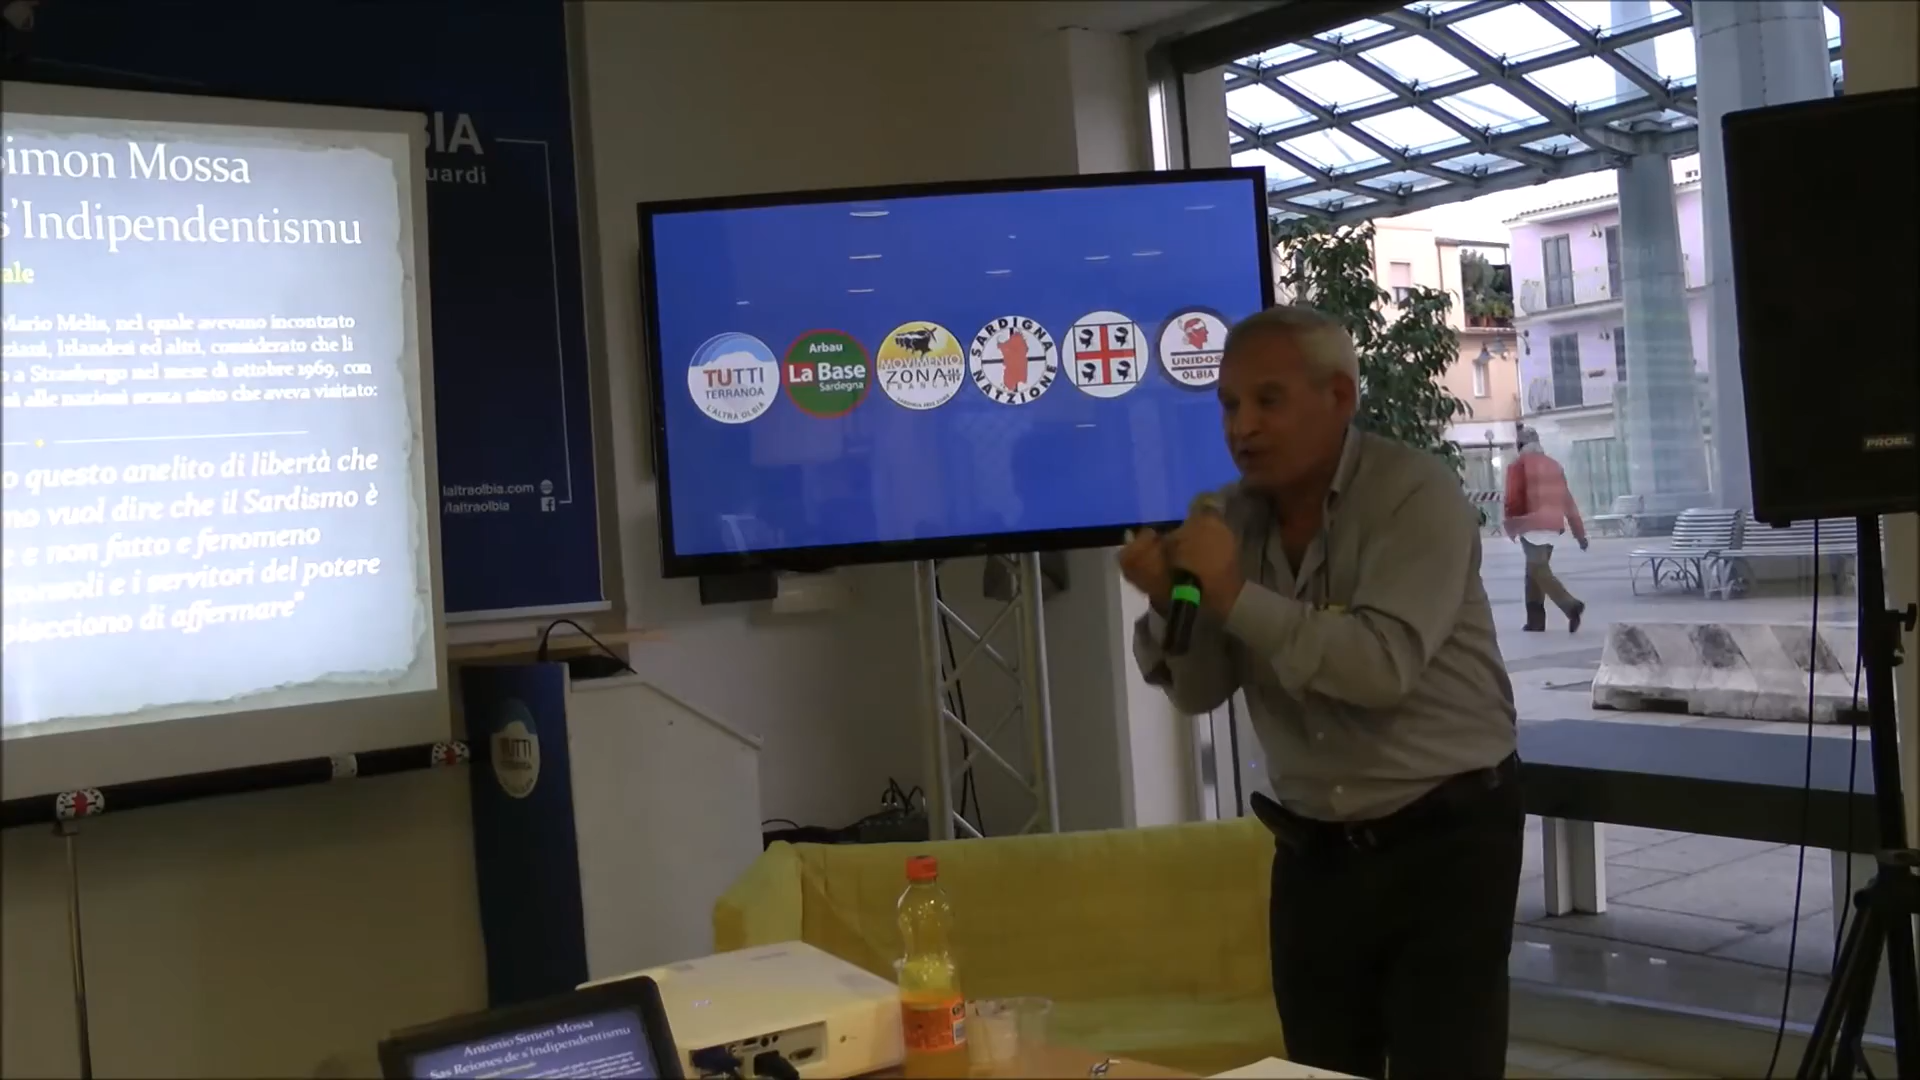 BIA
uardi
Simon Mossa
s'Indipendentismu
ale
Mario Melis, nel quale avevano incontrato
ziani, Irlandesi ed altri, considerato che li
o a Strasburgo nel mese di ottobre 1969, con
alle nazioni senza stato che aveva visitato:
o questo anelito di libertà che
no vuol dire che il Sardismo è
e e non fatto e fenomeno
consoli e i servitori del potere
piacciono di affermare"
laltraolbia.com
/laltraolbia
TUTTI
TERRANOA
L'ALTRA OLBIA
Arbau
La Base
Sardegna
MOVIMENTO
ZONA
FRANCA
SARDIGNA
NATZIONE
UNIDOS
OLBIA
PROEL
TUTTI
TERRANOA
Antonio Simon Mossa
Sas Reiones de s'Indipendentismu